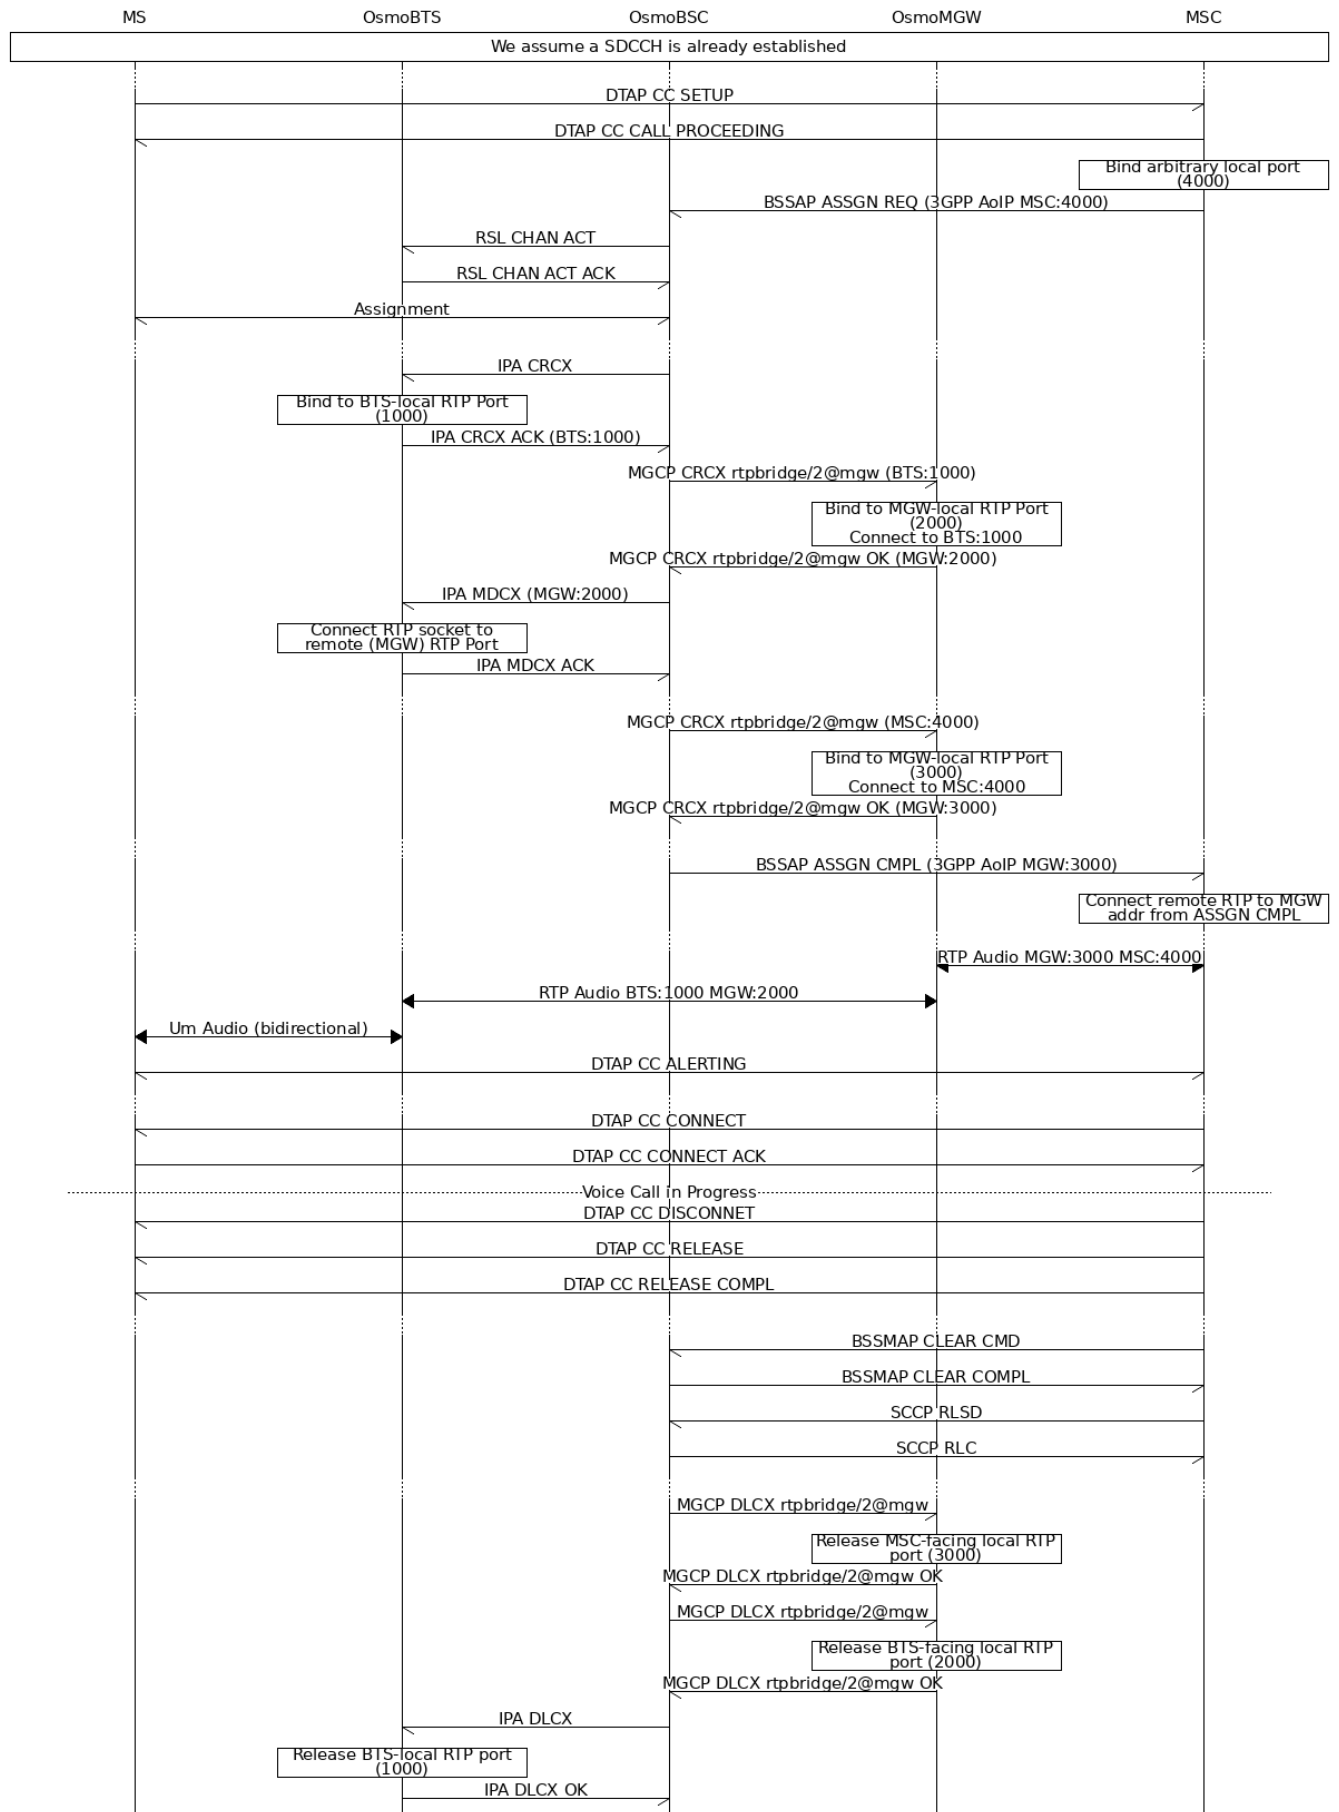 MS OsmoBTS OsmoBSC OsmoMGW MSC
We assume a SDCCH is already established
DTAP CC SETUP
DTAP CC CALL PROCEEDING
Bind arbitrary local port
(4000)
BSSAP ASSGN REQ (3GPP AoIP MSC:4000)
RSL CHAN ACT
RSL CHAN ACT ACK
Assignment
IPA CRCX
Bind to BTS-local RTP Port
(1000)
IPA CRCX ACK (BTS:1000)
MGCP CRCX rtpbridge/2@mgw (BTS:1000)
Bind to MGW-local RTP Port
(2000)
Connect to BTS:1000
MGCP CRCX rtpbridge/2@mgw OK (MGW:2000)
IPA MDCX (MGW:2000)
Connect RTP socket to
remote (MGW) RTP Port
IPA MDCX ACK
MGCP CRCX rtpbridge/2@mgw (MSC:4000)
Bind to MGW-local RTP Port
(3000)
Connect to MSC:4000
MGCP CRCX rtpbridge/2@mgw OK (MGW:3000)
BSSAP ASSGN CMPL (3GPP AoIP MGW:3000)
Connect remote RTP to MGW
addr from ASSGN CMPL
RTP Audio MGW:3000 MSC:4000
RTP Audio BTS:1000 MGW:2000
Um Audio (bidirectional)
DTAP CC ALERTING
DTAP CC CONNECT
DTAP CC CONNECT ACK
Voice Call in Progress
DTAP CC DISCONNET
DTAP CC RELEASE
DTAP CC RELEASE COMPL
BSSMAP CLEAR CMD
BSSMAP CLEAR COMPL
SCCP RLSD
SCCP RLC
MGCP DLCX rtpbridge/2@mgw
Release MSC-facing local RTP
port (3000)
MGCP DLCX rtpbridge/2@mgw OK
MGCP DLCX rtpbridge/2@mgw
Release BTS-facing local RTP
port (2000)
MGCP DLCX rtpbridge/2@mgw OK
IPA DLCX
Release BTS-local RTP port
(1000)
IPA DLCX OK